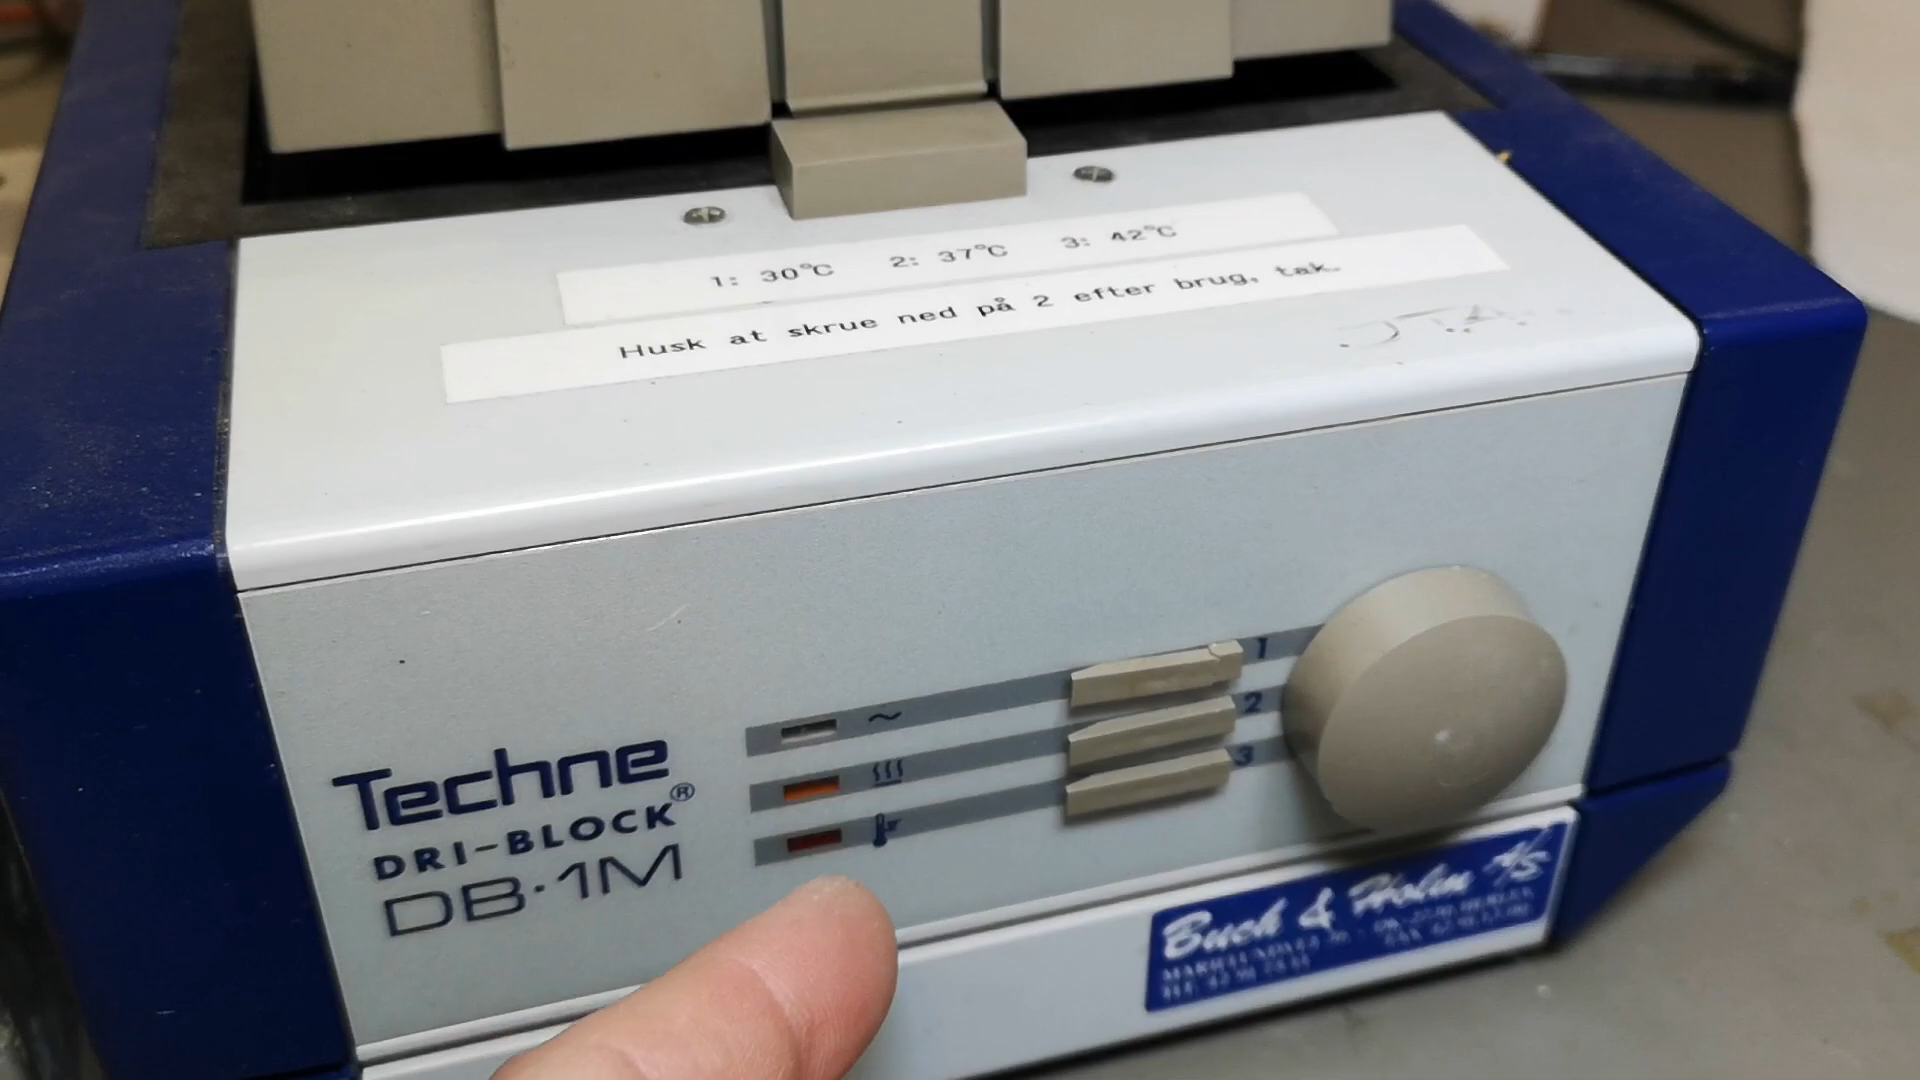 1: 30°C 2: 37°C 3: 42°C
Husk at skrue ned på 2 efter brug, tak.
1
2
3
~
Techne®
DRI-BLOCK
DB·1M
Buch & Holm A/S